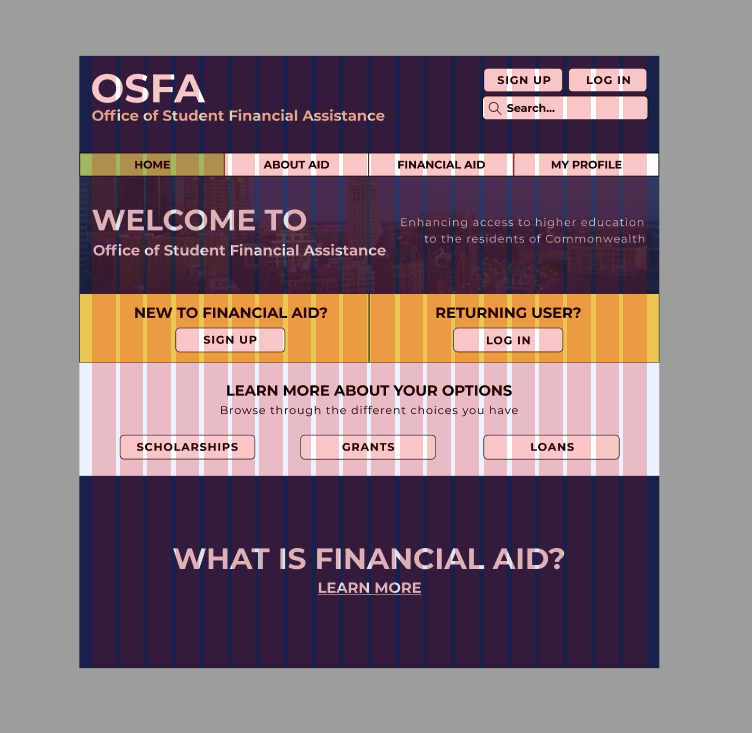 OSFA
Office of Student Financial Assistance
SIGN UP
LOG IN
Search...
HOME
ABOUT AID
FINANCIAL AID
MY PROFILE
WELCOME TO
Office of Student Financial Assistance
Enhancing access to higher education
to the residents of Commonwealth
NEW TO FINANCIAL AID?
SIGN UP
RETURNING USER?
LOG IN
LEARN MORE ABOUT YOUR OPTIONS
Browse through the different choices you have
SCHOLARSHIPS
GRANTS
LOANS
WHAT IS FINANCIAL AID?
LEARN MORE